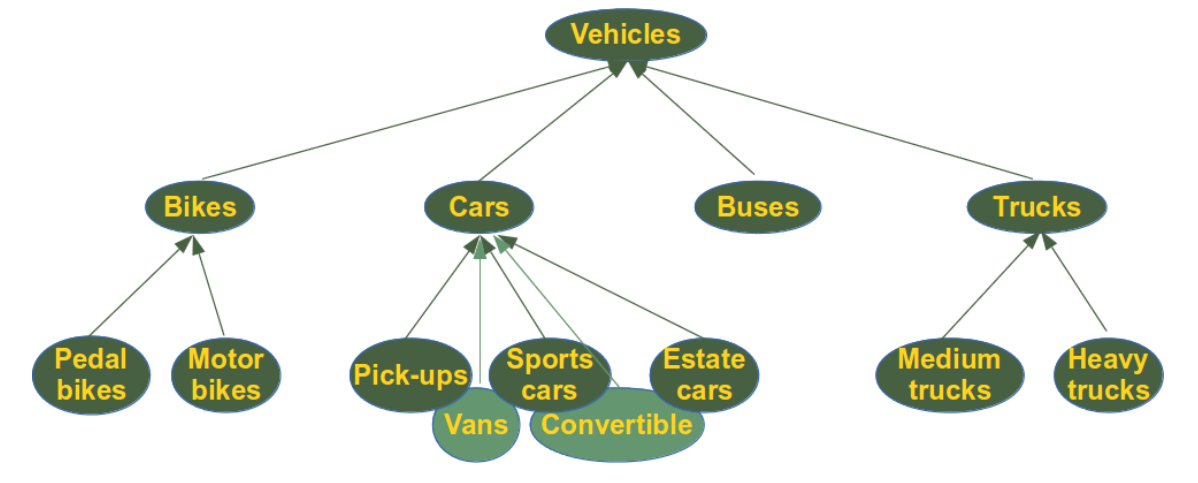 Vehicles
Bikes
Cars
Buses
Trucks
Pedal
bikes
Motor
bikes
Pick-ups
Sports
cars
Estate
cars
Medium
trucks
Heavy
trucks
Vans
Convertible